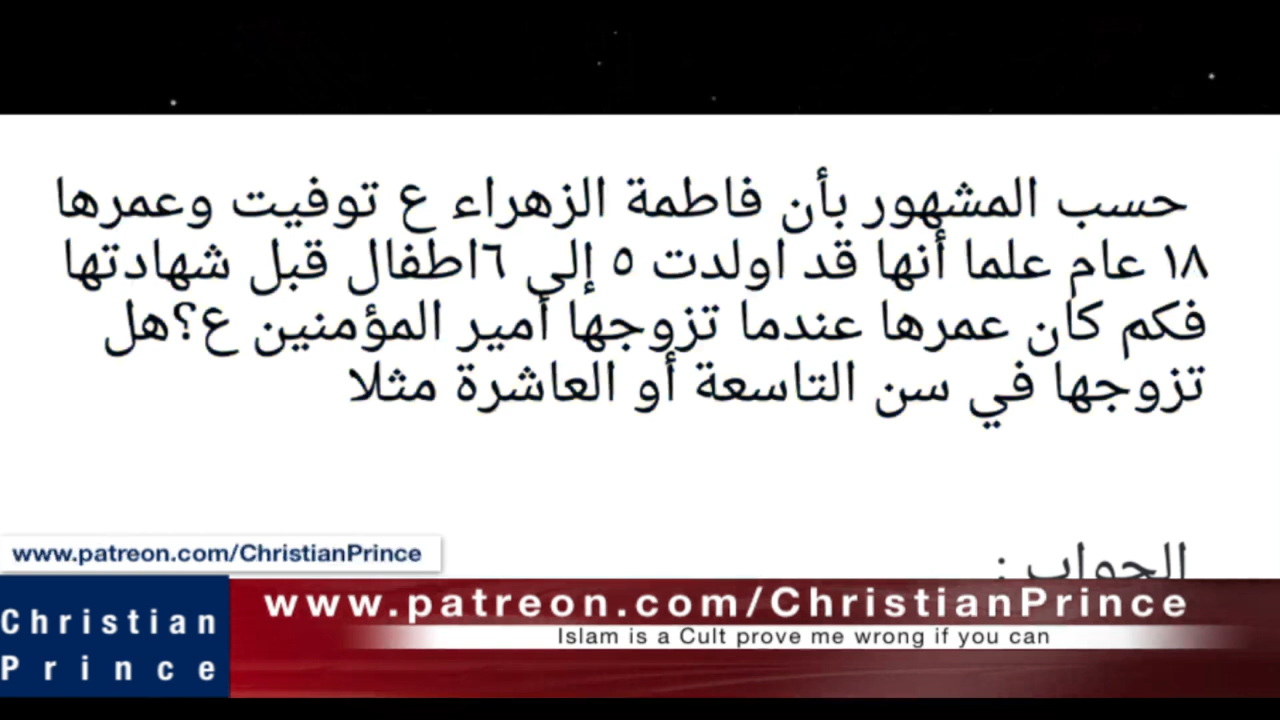 حسب المشهور بأن فاطمة الزهراء ع توفيت وعمرها
١٨ عام علما أنها قد اولدت ٥ إلى ٦اطفال قبل شهادتها
فكم كان عمرها عندما تزوجها أمير المؤمنين ع؟هل
تزوجها في سن التاسعة أو العاشرة مثلا
الجواب :
www.patreon.com/ChristianPrince
www.patreon.com/ChristianPrince
Islam is a Cult prove me wrong if you can
Christian
Prince